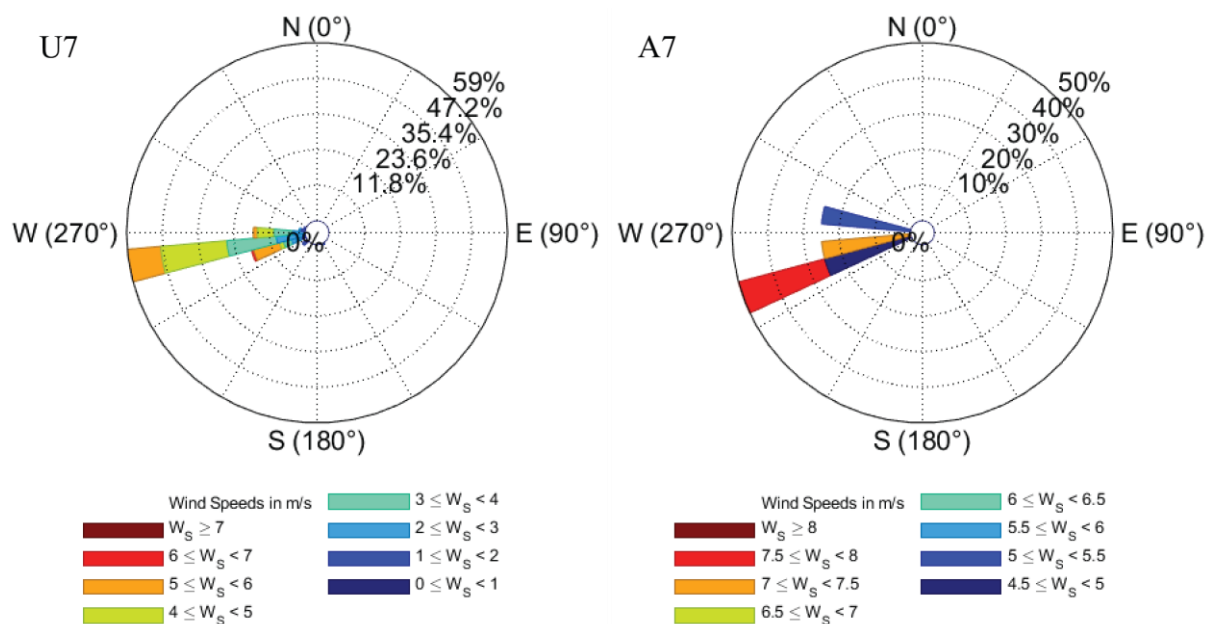 U7
N (0°)
59%
47.2%
35.4%
23.6%
11.8%
W (270°)
0%
E (90°)
S (180°)
Wind Speeds in m/s
W_S ≥ 7
6 ≤ W_S < 7
5 ≤ W_S < 6
4 ≤ W_S < 5
3 ≤ W_S < 4
2 ≤ W_S < 3
1 ≤ W_S < 2
0 ≤ W_S < 1
A7
N (0°)
50%
40%
30%
20%
10%
W (270°)
0%
E (90°)
S (180°)
Wind Speeds in m/s
W_S ≥ 8
7.5 ≤ W_S < 8
7 ≤ W_S < 7.5
6.5 ≤ W_S < 7
6 ≤ W_S < 6.5
5.5 ≤ W_S < 6
5 ≤ W_S < 5.5
4.5 ≤ W_S < 5